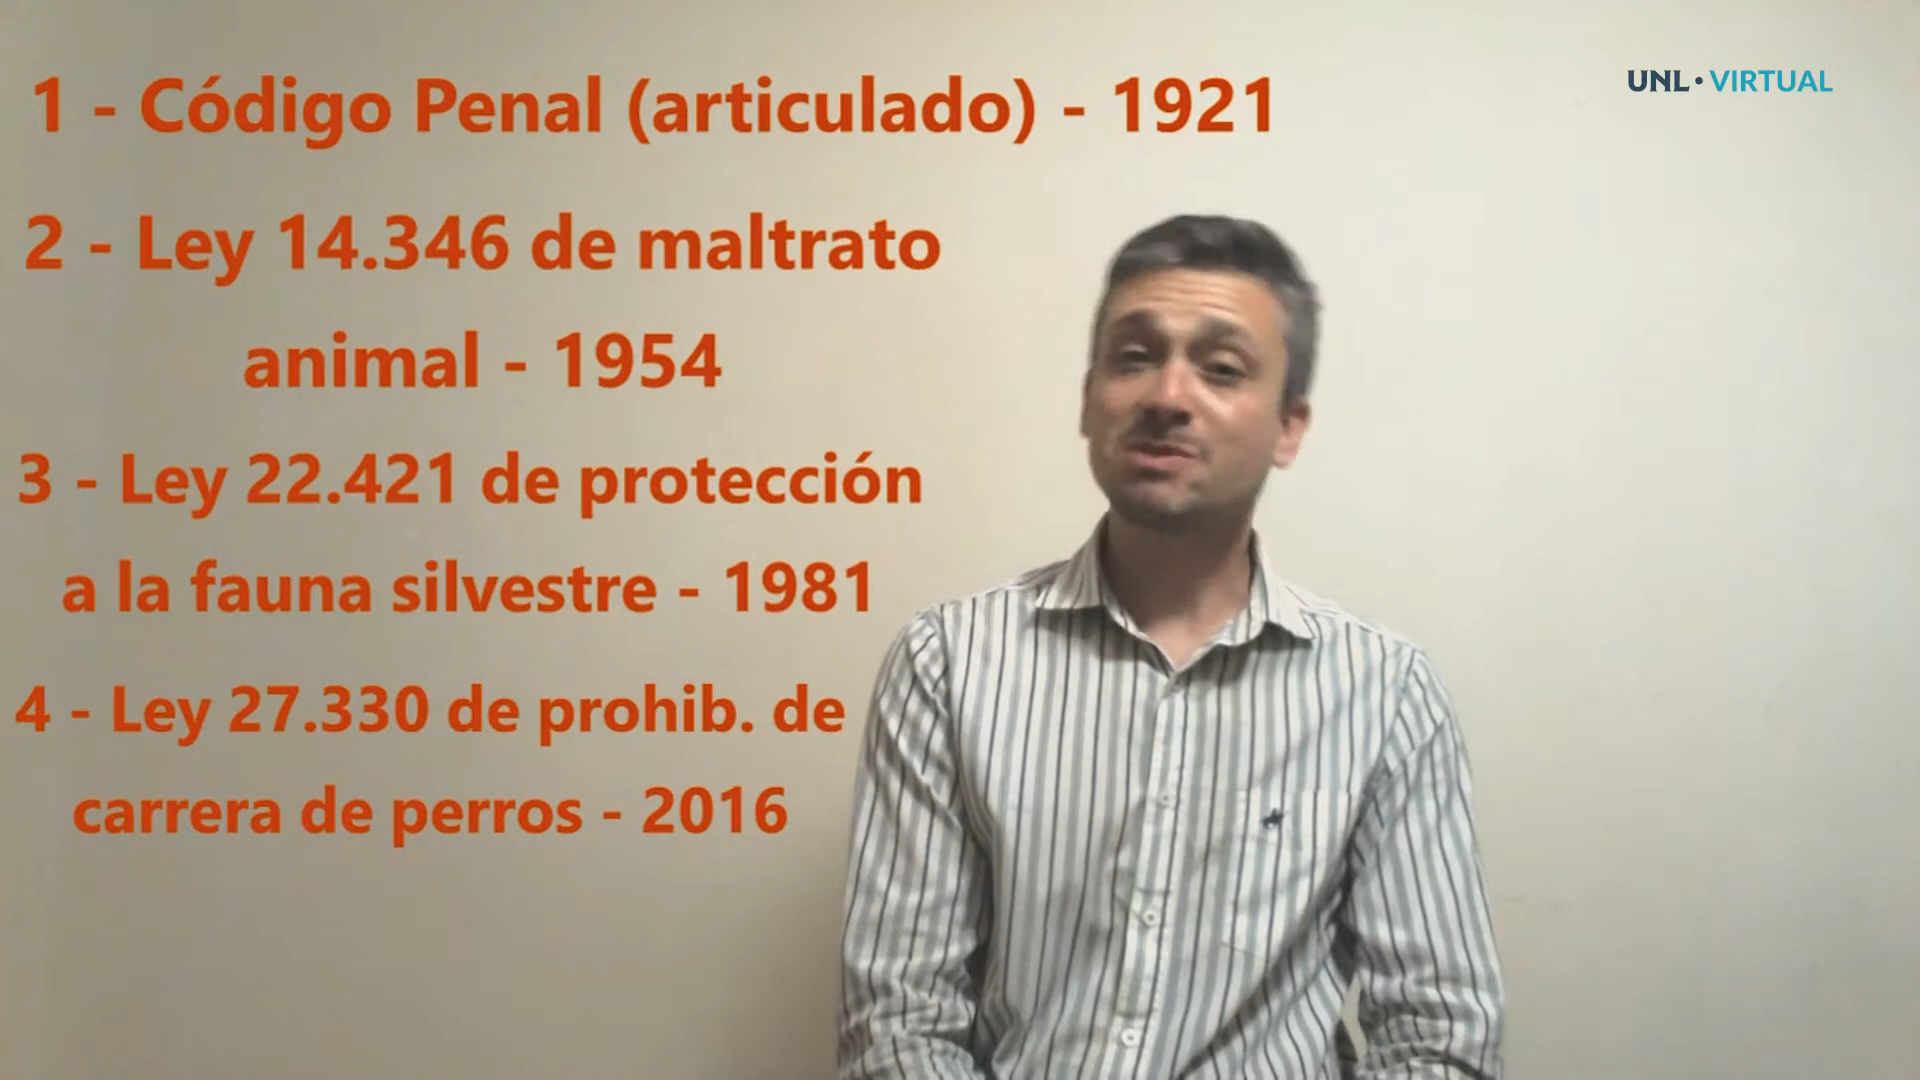 1 - Código Penal (articulado) - 1921
UNL • VIRTUAL
2 - Ley 14.346 de maltrato
animal - 1954
3 - Ley 22.421 de protección
a la fauna silvestre - 1981
4 - Ley 27.330 de prohib. de
carrera de perros - 2016